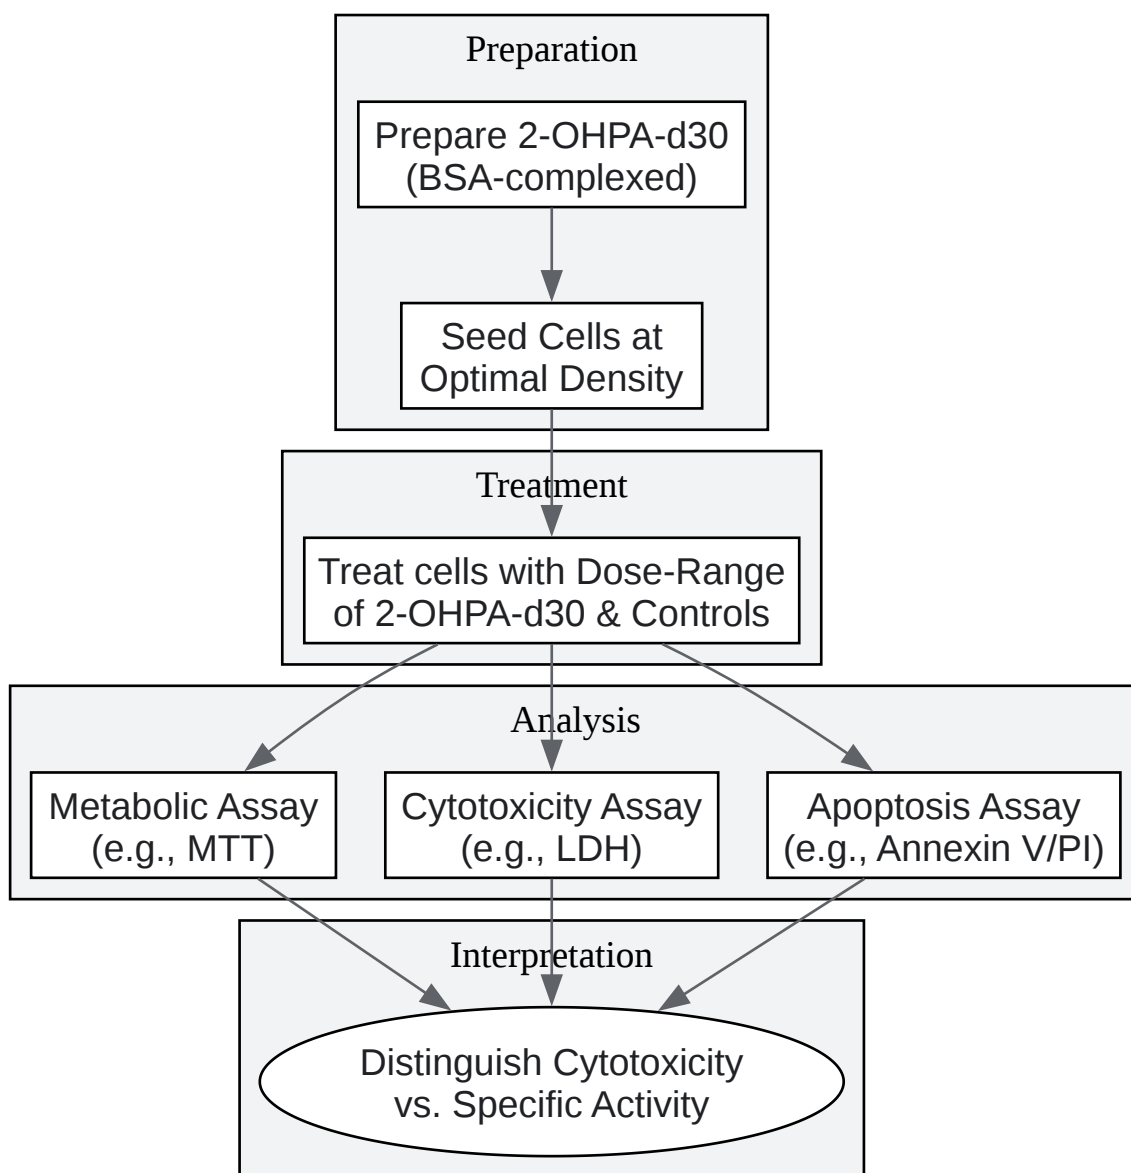 Preparation
Prepare 2-OHPA-d30
(BSA-complexed)
Seed Cells at
Optimal Density
Treatment
Treat cells with Dose-Range
of 2-OHPA-d30 & Controls
Analysis
Metabolic Assay
(e.g., MTT)
Cytotoxicity Assay
(e.g., LDH)
Apoptosis Assay
(e.g., Annexin V/PI)
Interpretation
Distinguish Cytotoxicity
vs. Specific Activity